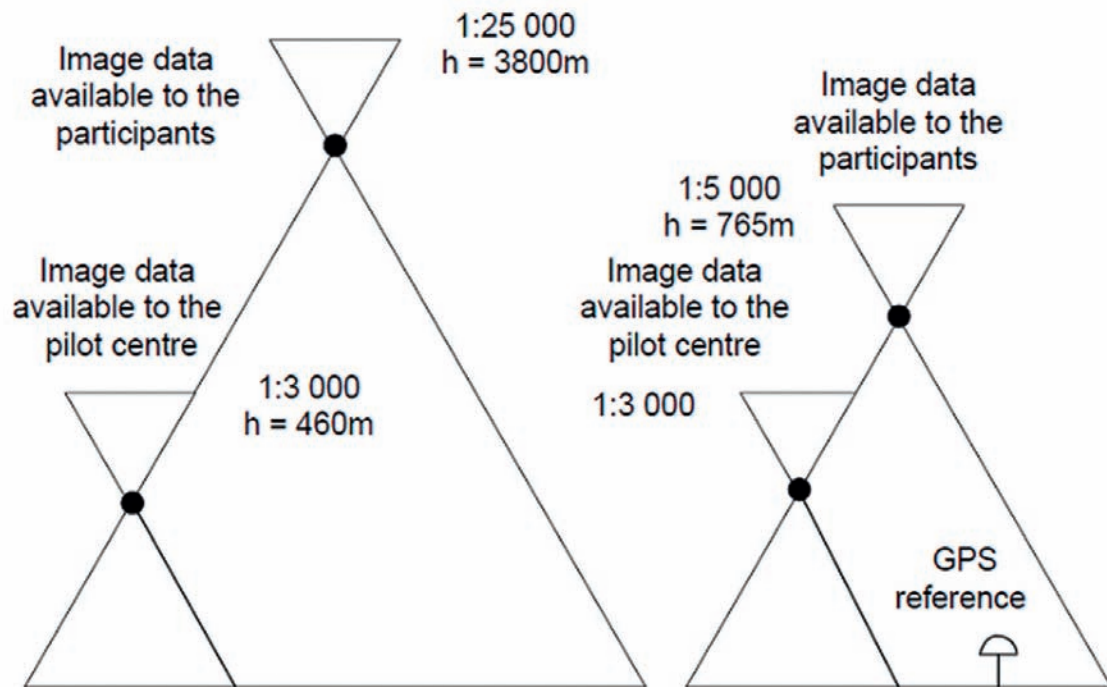 1:25 000
h = 3800m
Image data
available to the
participants
Image data
available to the
pilot centre
1:3 000
h = 460m
Image data
available to the
participants
1:5 000
h = 765m
Image data
available to the
pilot centre
1:3 000
GPS
reference